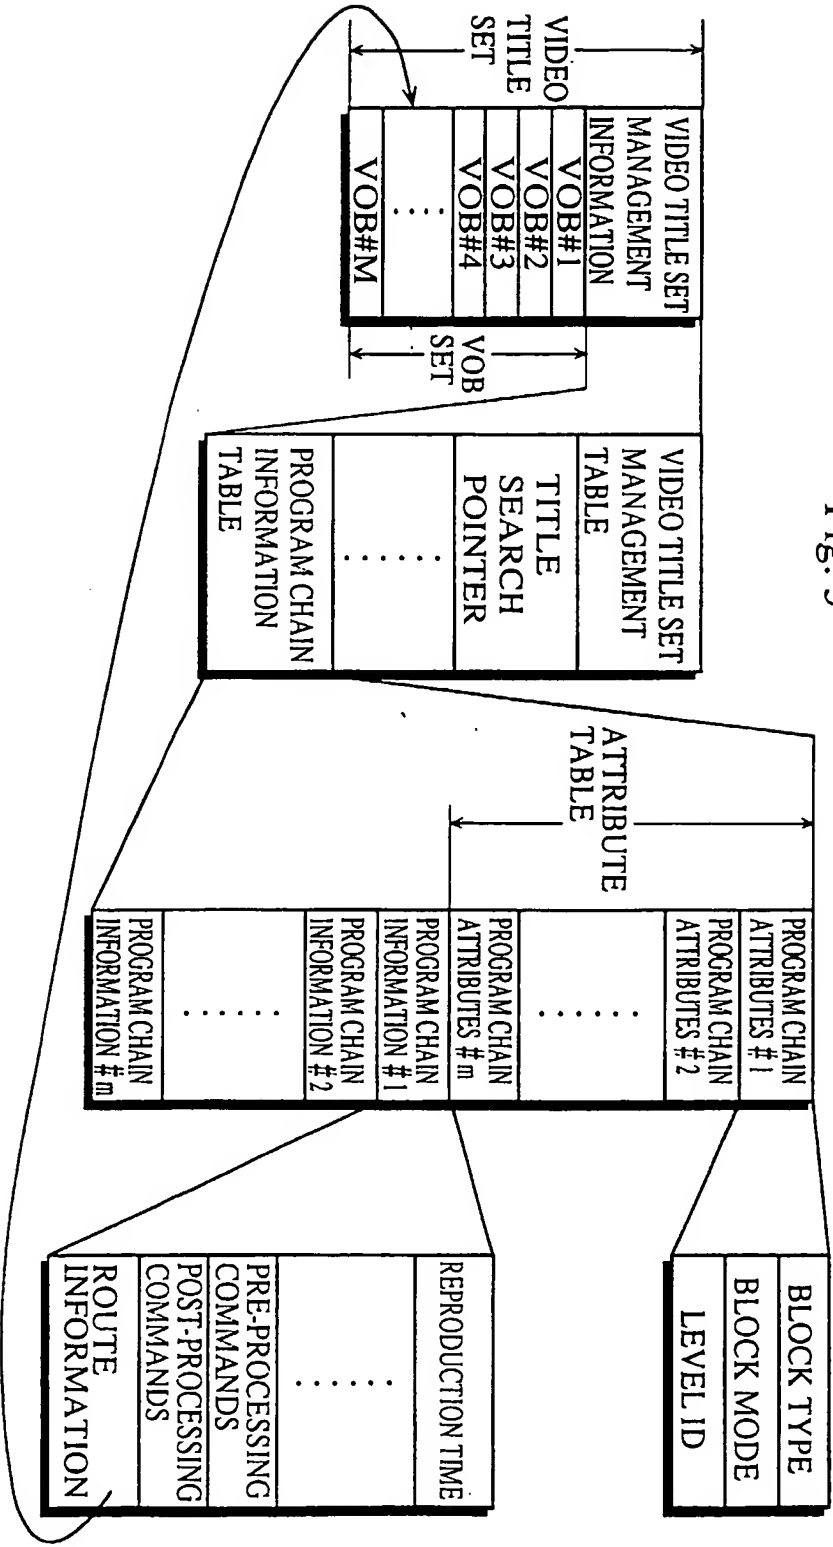 VIDEO
TITLE
SET
VIDEO TITLE SET
MANAGEMENT
INFORMATION
VOB#1
VOB#2
VOB#3
VOB#4
.....
VOB#M
VOB
SET
VIDEO TITLE SET
MANAGEMENT
TABLE
TITLE
SEARCH
POINTER
......
PROGRAM CHAIN
INFORMATION
TABLE
ATTRIBUTE
TABLE
PROGRAM CHAIN
ATTRIBUTES #1
PROGRAM CHAIN
ATTRIBUTES #2
......
PROGRAM CHAIN
ATTRIBUTES #m
PROGRAM CHAIN
INFORMATION #1
PROGRAM CHAIN
INFORMATION #2
......
PROGRAM CHAIN
INFORMATION #m
BLOCK TYPE
BLOCK MODE
LEVEL ID
REPRODUCTION TIME
......
PRE-PROCESSING
COMMANDS
POST-PROCESSING
COMMANDS
ROUTE
INFORMATION